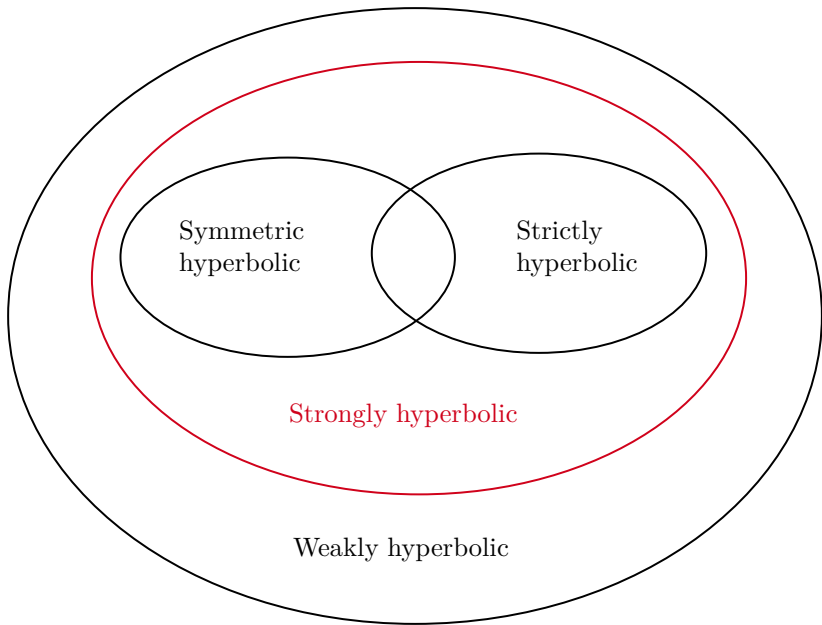 Symmetric
hyperbolic
Strictly
hyperbolic
Strongly hyperbolic
Weakly hyperbolic